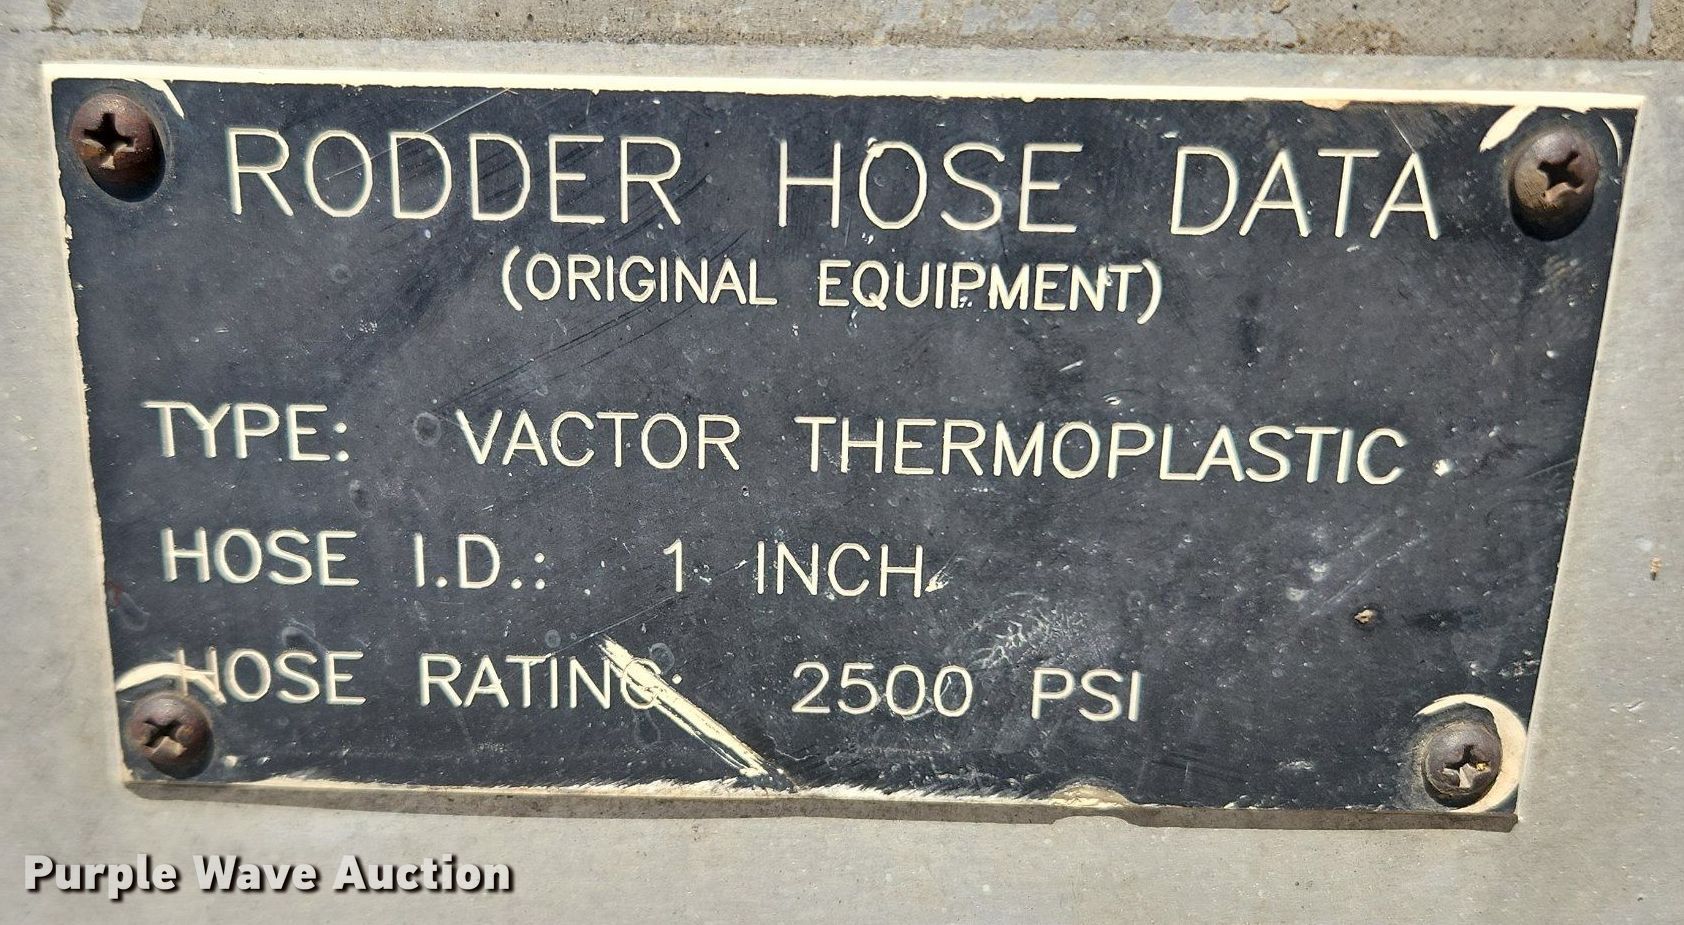 RODDER HOSE DATA
(ORIGINAL EQUIPMENT)
TYPE: VACTOR THERMOPLASTIC
HOSE I.D.: 1 INCH
HOSE RATING: 2500 PSI
Purple Wave Auction